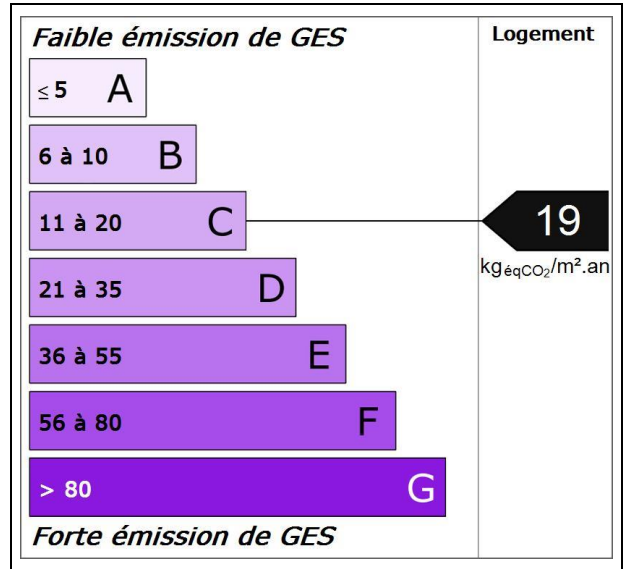 Faible émission de GES
Logement
≤ 5 A
6 à 10 B
11 à 20 C
19
kgéqCO₂/m².an
21 à 35 D
36 à 55 E
56 à 80 F
> 80 G
Forte émission de GES